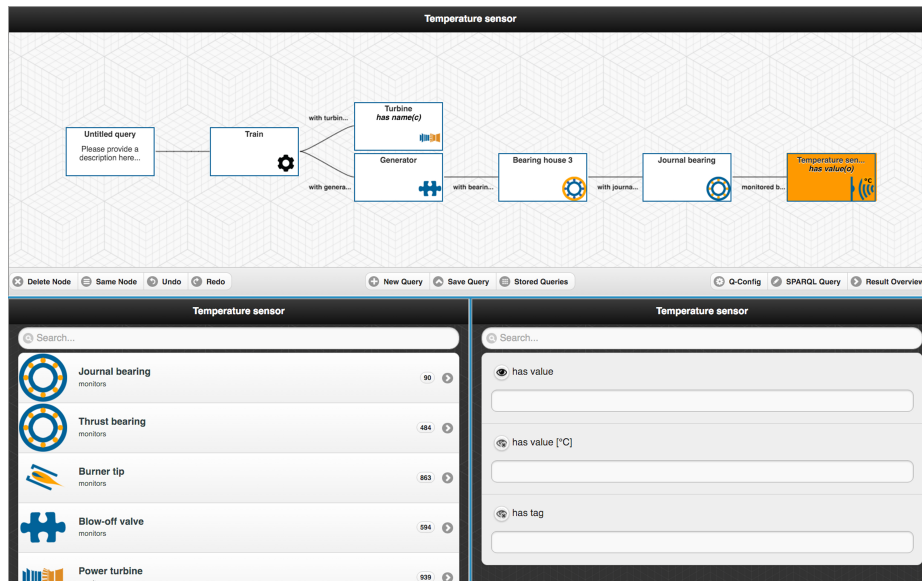 Temperature sensor
Untitled query
Please provide a
description here...
Train
with turbin...
Turbine
has name(c)
with genera...
Generator
with bearin...
Bearing house 3
with journa...
Journal bearing
monitored b...
Temperature sen...
has value(o)
°C
Delete Node
Same Node
Undo
Redo
New Query
Save Query
Stored Queries
Q-Config
SPARQL Query
Result Overview
Temperature sensor
Search...
Journal bearing
monitors
90
Thrust bearing
monitors
484
Burner tip
monitors
863
Blow-off valve
monitors
594
Power turbine
939
Temperature sensor
Search...
has value
has value [°C]
has tag